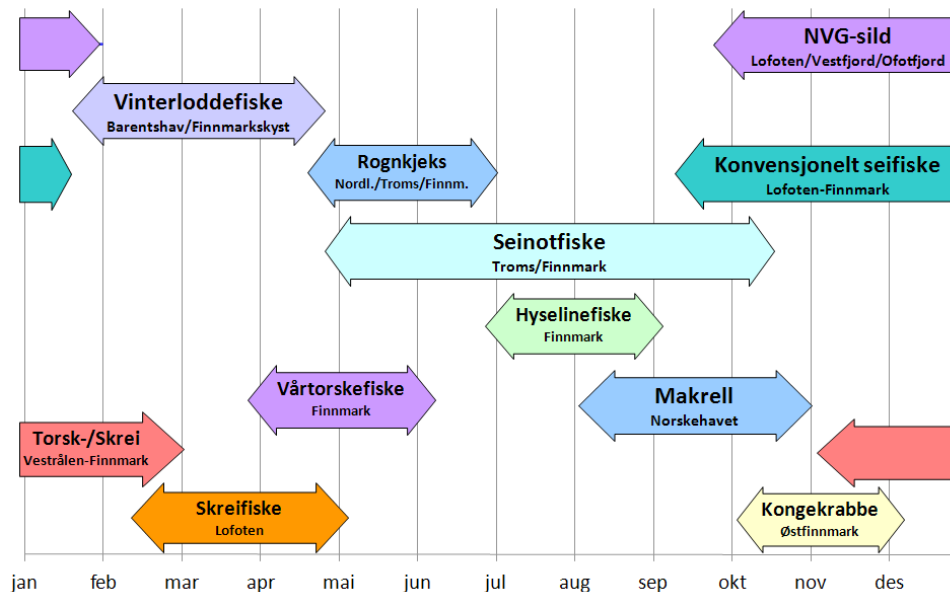 NVG-sild
Lofoten/Vestfjord/Ofotfjord
Vinterloddefiske
Barentshav/Finnmarkskyst
Rognkjeks
Nordl./Troms/Finnm.
Konvensjonelt seifiske
Lofoten-Finnmark
Seinotfiske
Troms/Finnmark
Hyselinefiske
Finnmark
Vårtorskefiske
Finnmark
Makrell
Norskehavet
Torsk-/Skrei
Vestrålen-Finnmark
Skreifiske
Lofoten
Kongekrabbe
Østfinnmark
jan feb mar apr mai jun jul aug sep okt nov des